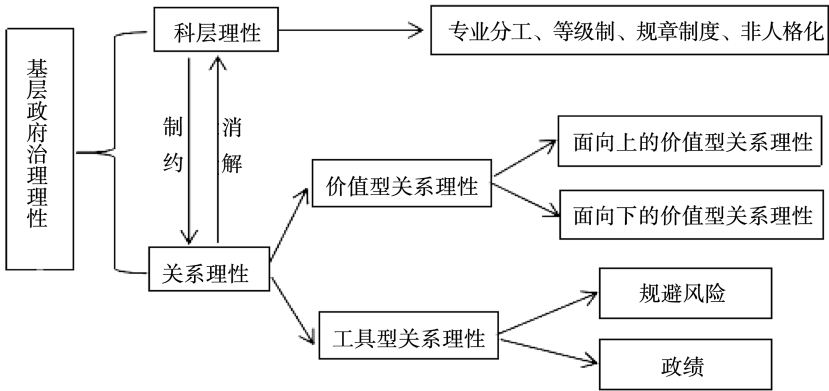 基层政府治理理性
科层理性
专业分工、等级制、规章制度、非人格化
制约
消解
价值型关系理性
面向上的价值型关系理性
面向下的价值型关系理性
关系理性
工具型关系理性
规避风险
政绩